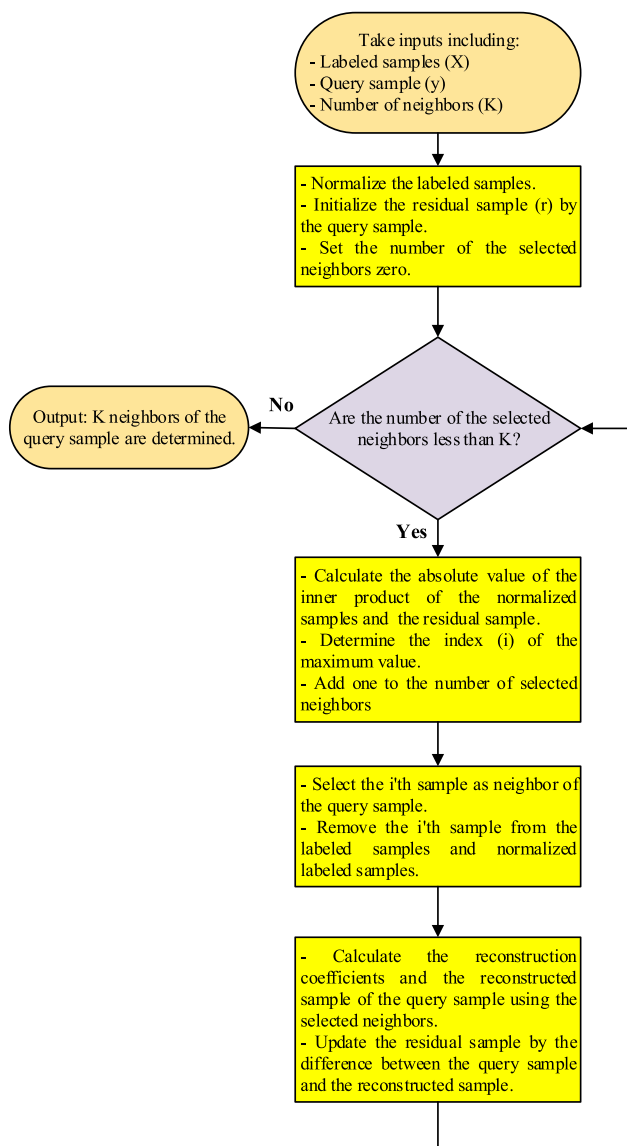 Take inputs including:
- Labeled samples (X)
- Query sample (y)
- Number of neighbors (K)
- Normalize the labeled samples.
- Initialize the residual sample (r) by
the query sample.
- Set the number of the selected
neighbors zero.
Are the number of the selected
neighbors less than K?
No
Output: K neighbors of the
query sample are determined.
Yes
- Calculate the absolute value of the
inner product of the normalized
samples and the residual sample.
- Determine the index (i) of the
maximum value.
- Add one to the number of selected
neighbors
- Select the i'th sample as neighbor of
the query sample.
- Remove the i'th sample from the
labeled samples and normalized
labeled samples.
- Calculate the reconstruction
coefficients and the reconstructed
sample of the query sample using the
selected neighbors.
- Update the residual sample by the
difference between the query sample
and the reconstructed sample.